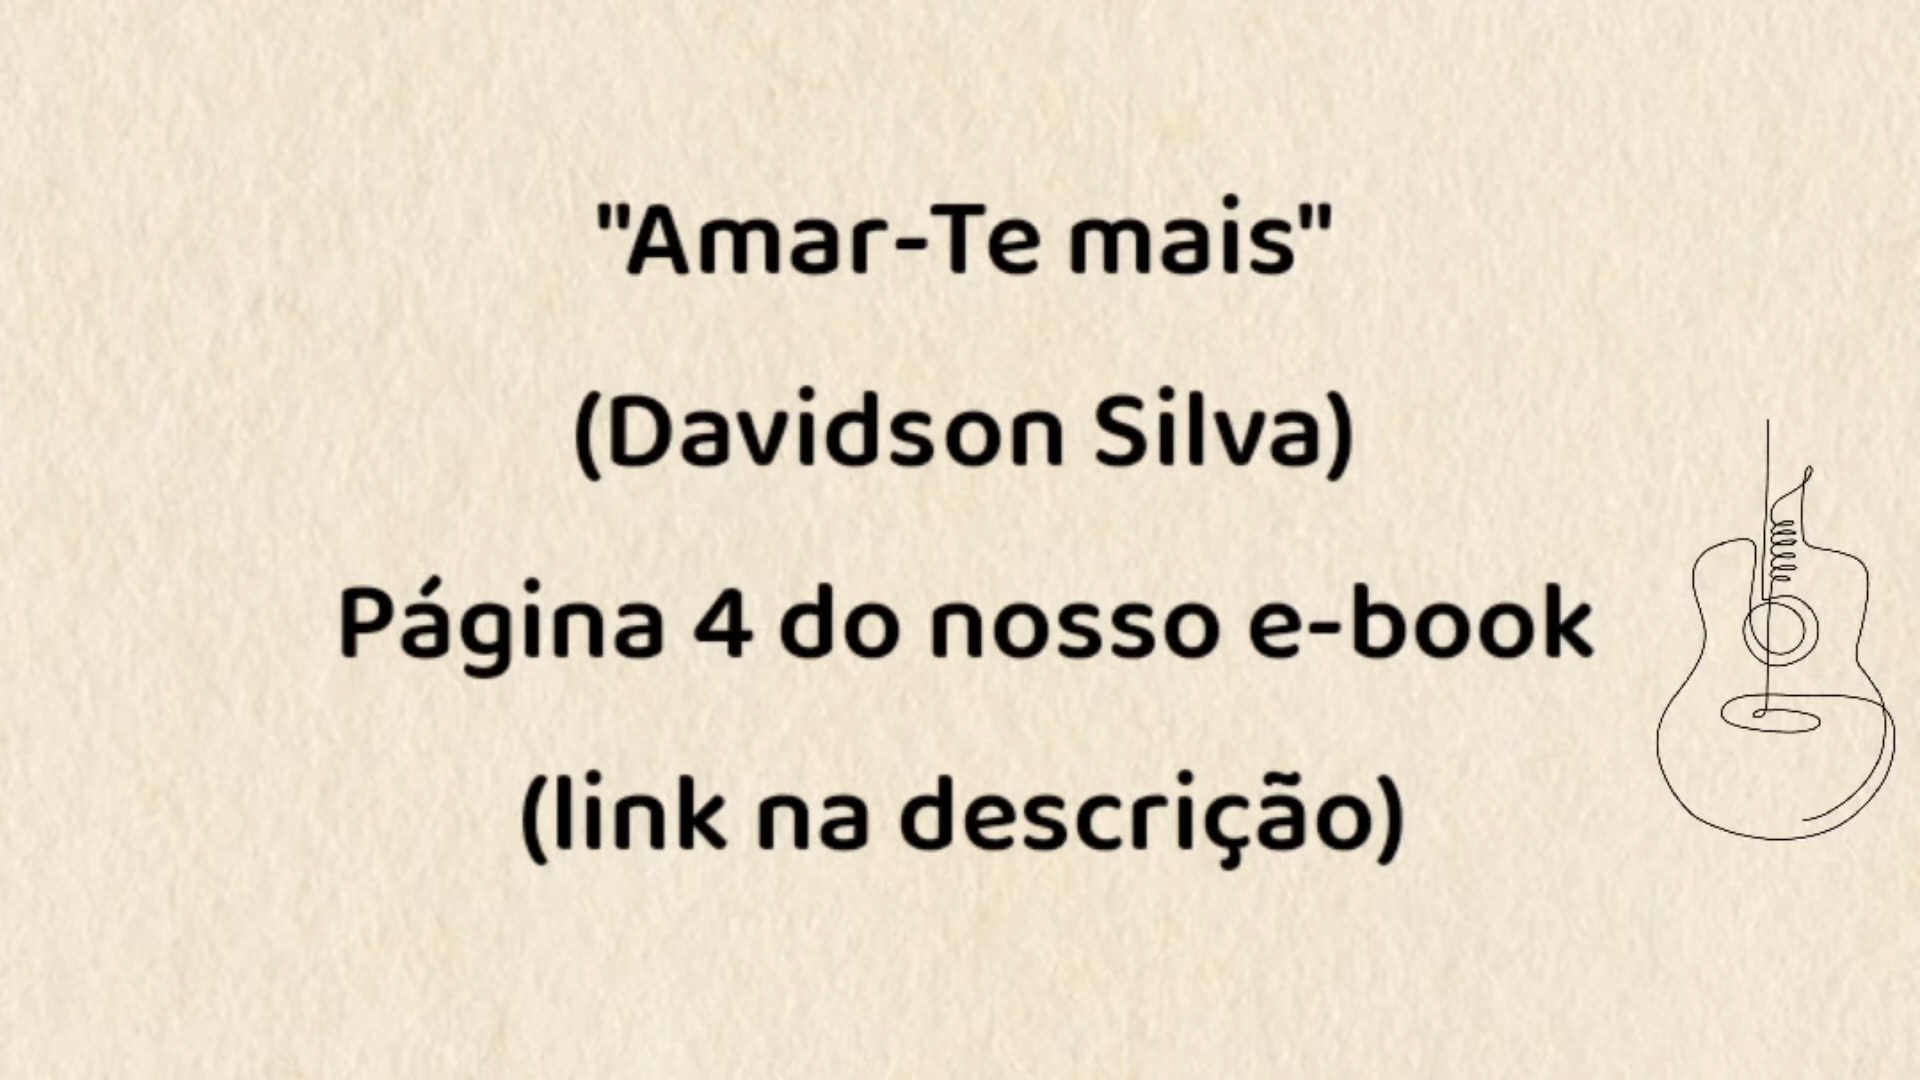 "Amar-Te mais"
(Davidson Silva)
Página 4 do nosso e-book
(link na descrição)